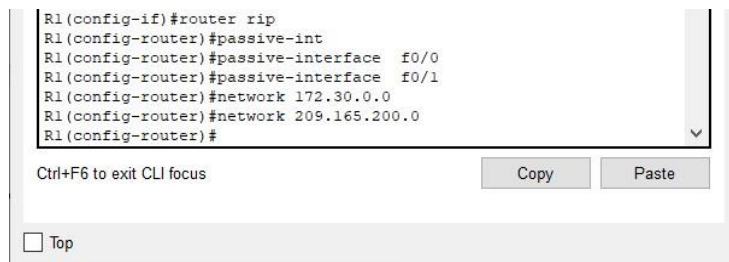 R1(config-if)#router rip
R1(config-router)#passive-int
R1(config-router)#passive-interface  f0/0
R1(config-router)#passive-interface  f0/1
R1(config-router)#network 172.30.0.0
R1(config-router)#network 209.165.200.0
R1(config-router)#
Ctrl+F6 to exit CLI focus
Copy
Paste
Top